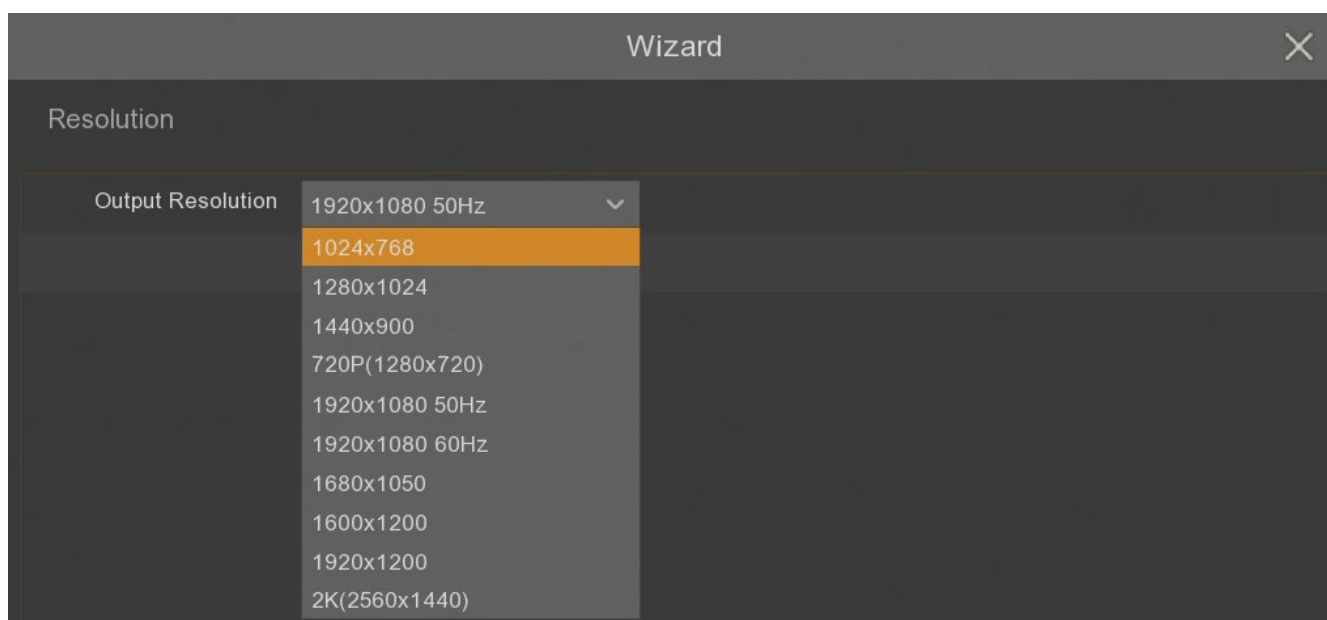 Wizard
Resolution
Output Resolution 1920x1080 50Hz
1024x768
1280x1024
1440x900
720P(1280x720)
1920x1080 50Hz
1920x1080 60Hz
1680x1050
1600x1200
1920x1200
2K(2560x1440)